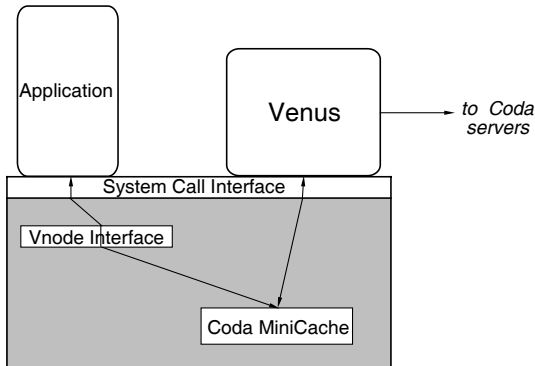 Application
Venus
to Coda
servers
System Call Interface
Vnode Interface
Coda MiniCache